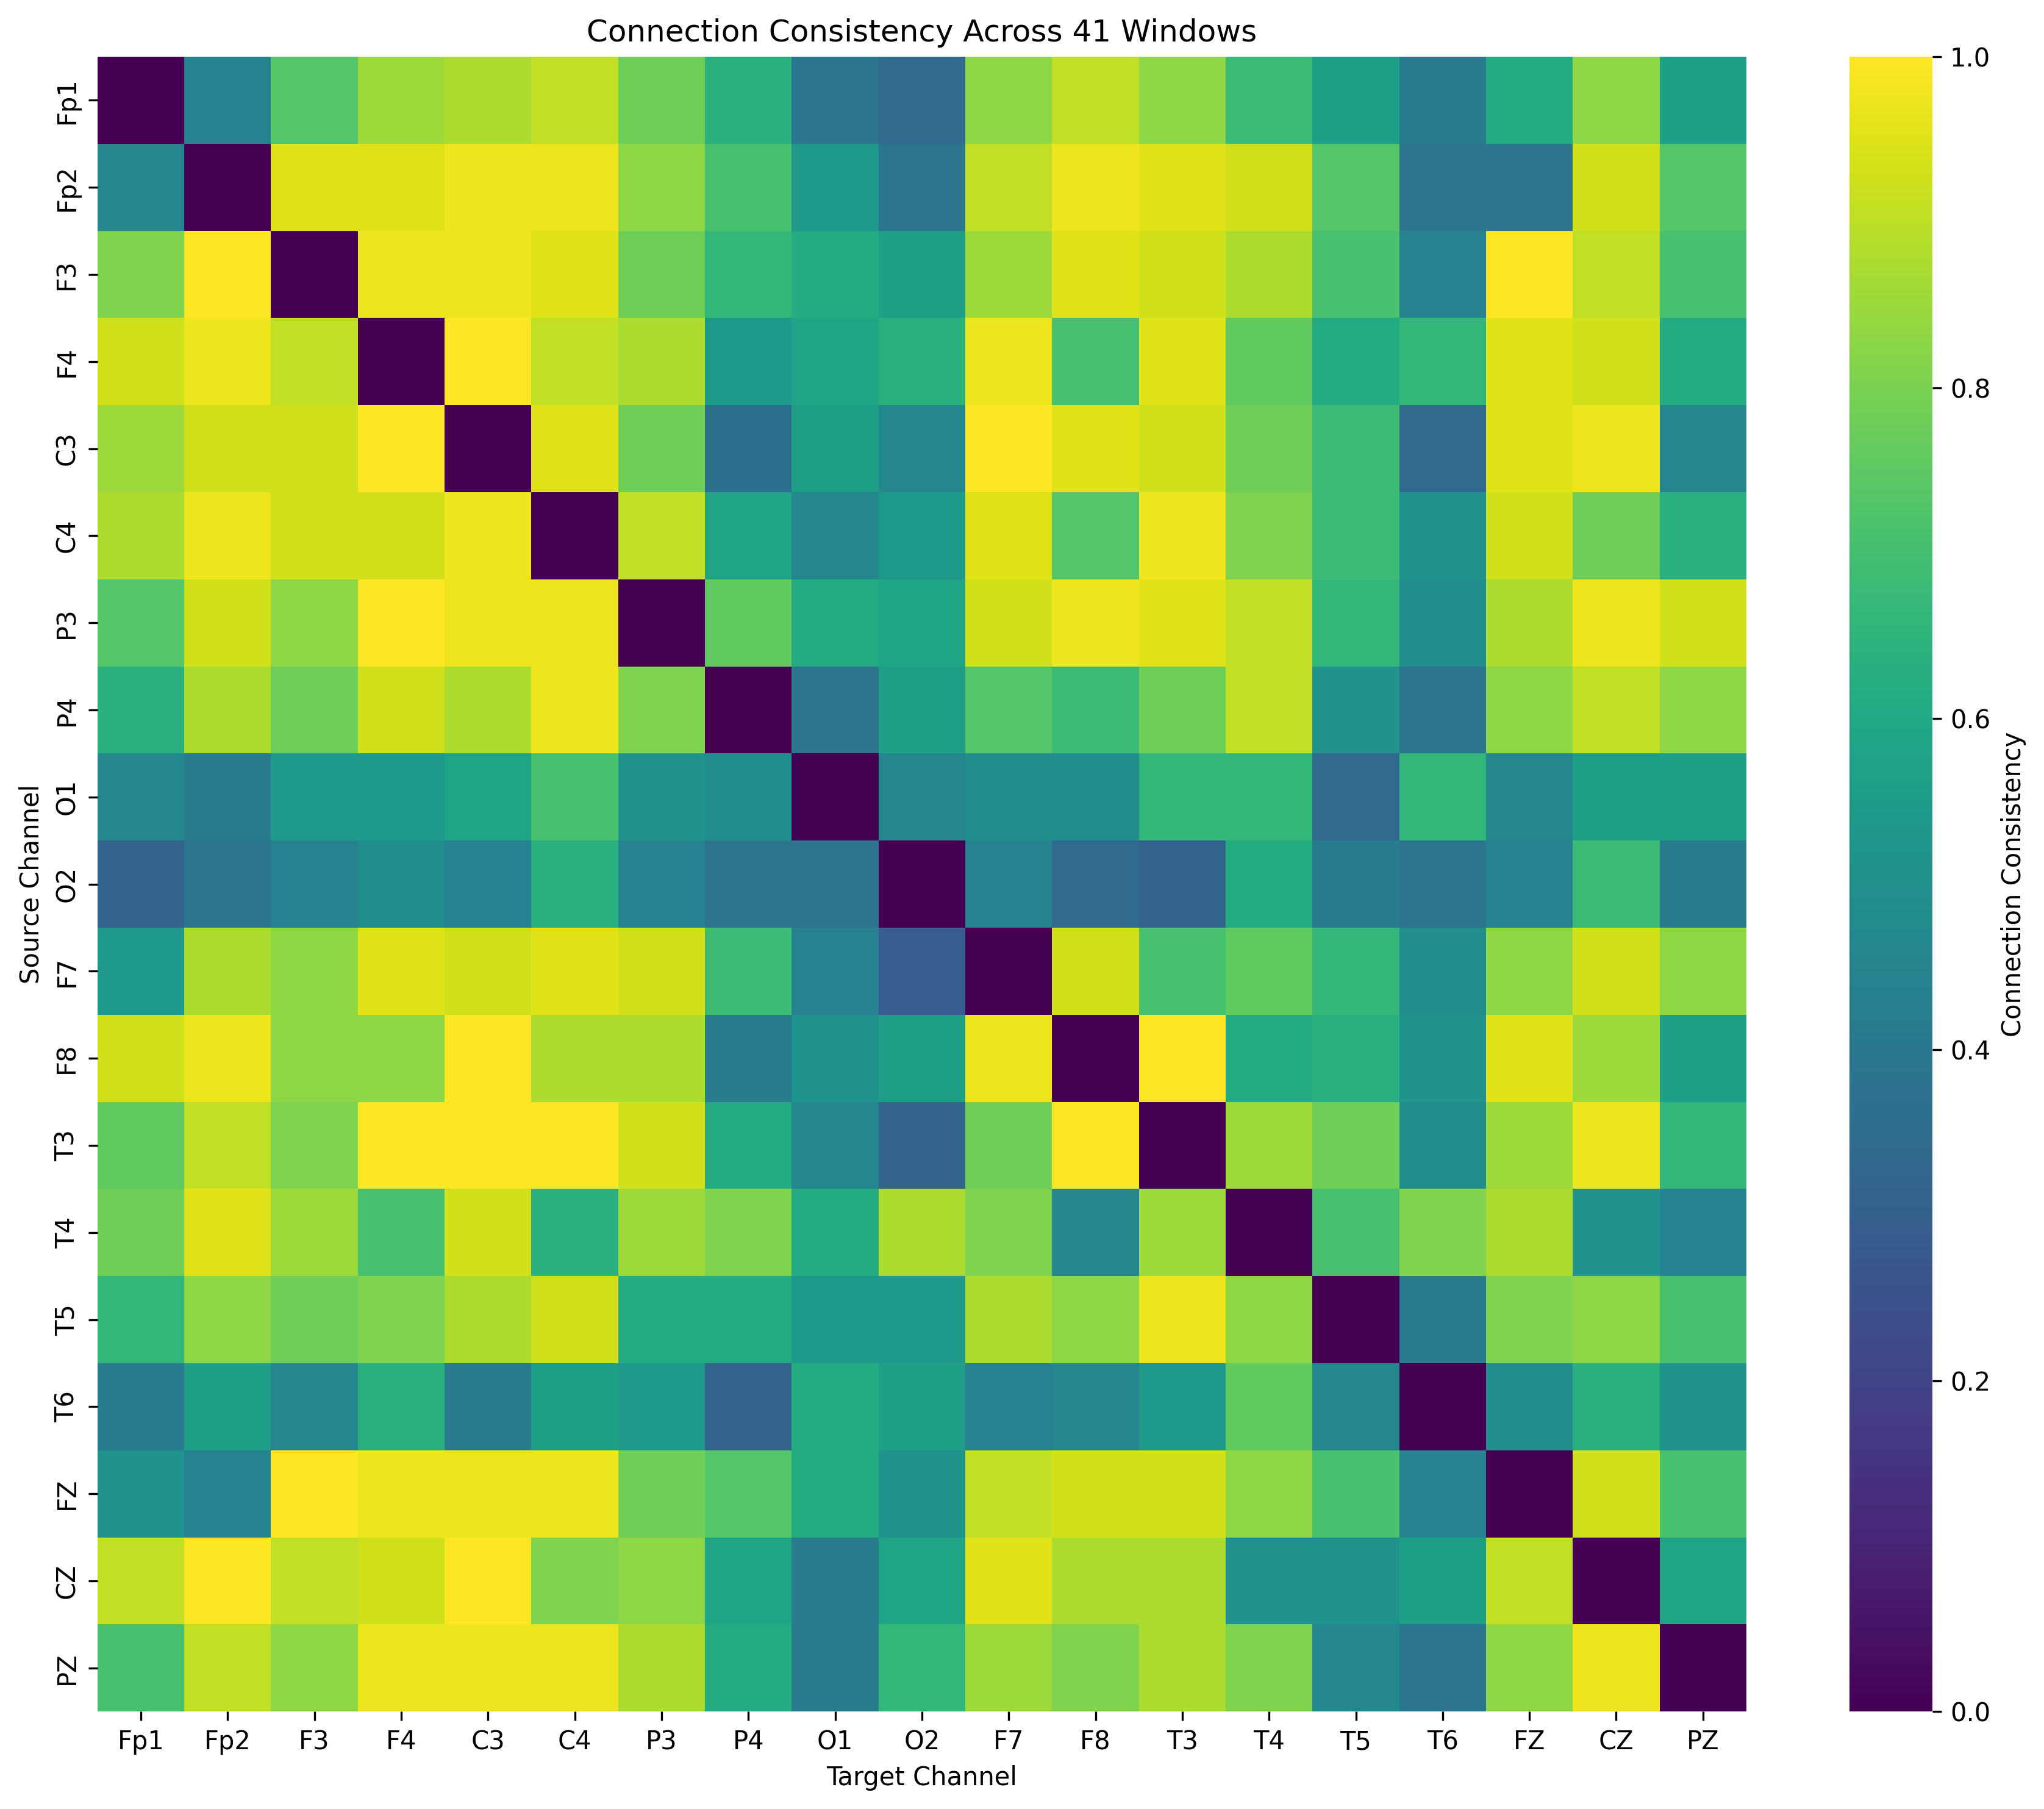 Connection Consistency Across 41 Windows
Source Channel
Fp1
Fp2
F3
F4
C3
C4
P3
P4
O1
O2
F7
F8
T3
T4
T5
T6
FZ
CZ
PZ
Fp1 Fp2 F3 F4 C3 C4 P3 P4 O1 O2 F7 F8 T3 T4 T5 T6 FZ CZ PZ
Target Channel
1.0
0.8
0.6
0.4
0.2
0.0
Connection Consistency